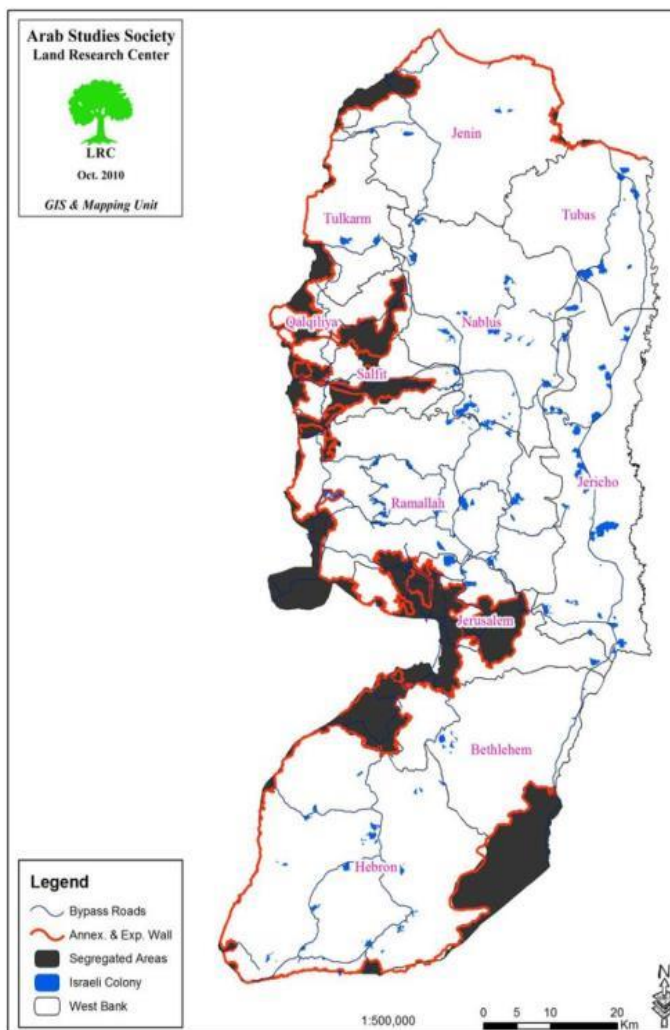 Arab Studies Society
Land Research Center
LRC
Oct. 2010
GIS & Mapping Unit
Jenin
Tulkarm
Tubas
Qalqiliya
Nablus
Salfit
Jericho
Ramallah
Jerusalem
Bethlehem
Hebron
Legend
Bypass Roads
Annex. & Exp. Wall
Segregated Areas
Israeli Colony
West Bank
1:500,000
0 5 10 20
Km
N